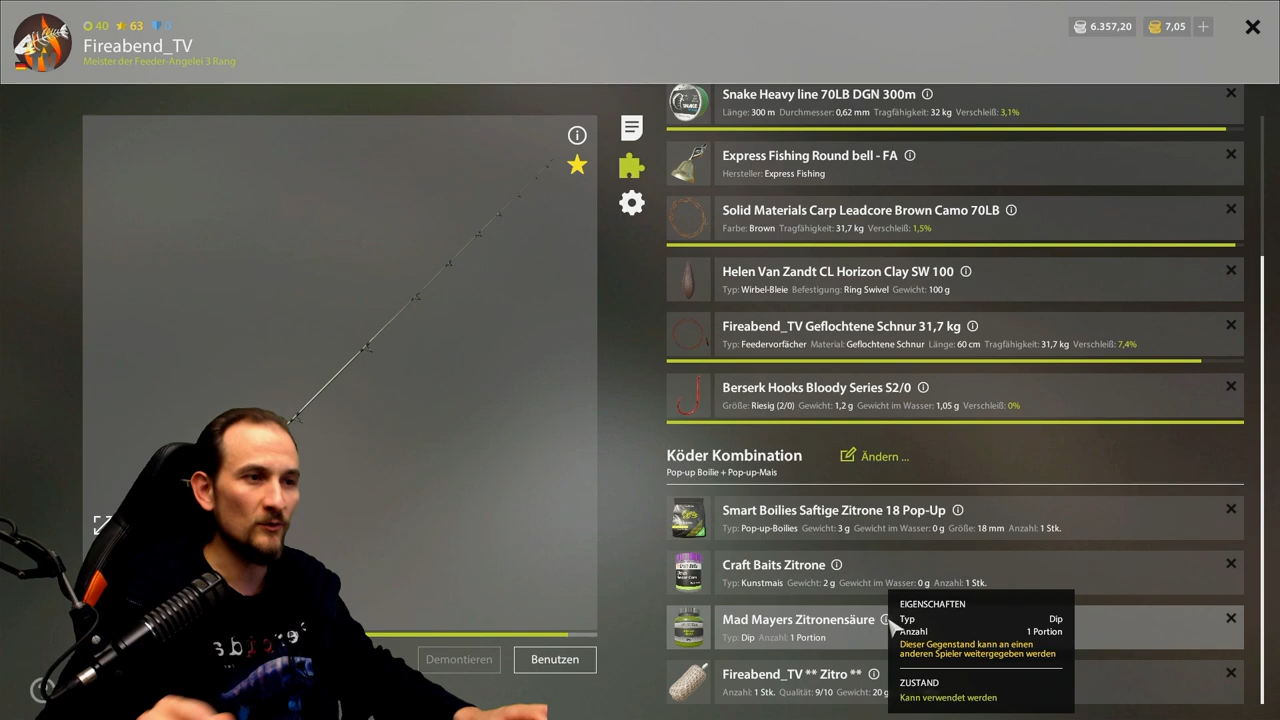 40 63 0
Fireabend_TV
Meister der Feeder-Angelei 3 Rang
6.357,20 7,05
Snake Heavy line 70LB DGN 300m
Länge: 300 m Durchmesser: 0,62 mm Tragfähigkeit: 32 kg Verschleiß: 3,1%
Express Fishing Round bell - FA
Hersteller: Express Fishing
Solid Materials Carp Leadcore Brown Camo 70LB
Farbe: Brown Tragfähigkeit: 31,7 kg Verschleiß: 1,5%
Helen Van Zandt CL Horizon Clay SW 100
Typ: Wirbel-Bleie Befestigung: Ring Swivel Gewicht: 100 g
Fireabend_TV Geflochtene Schnur 31,7 kg
Typ: Feedervorfächer Material: Geflochtene Schnur Länge: 60 cm Tragfähigkeit: 31,7 kg Verschleiß: 7,4%
Berserk Hooks Bloody Series S2/0
Größe: Riesig (2/0) Gewicht: 1,2 g Gewicht im Wasser: 1,05 g Verschleiß: 0%
Köder Kombination Ändern ...
Pop-up Boilie + Pop-up-Mais
Smart Boilies Saftige Zitrone 18 Pop-Up
Typ: Pop-up-Boilies Gewicht: 3 g Gewicht im Wasser: 0 g Größe: 18 mm Anzahl: 1 Stk.
Craft Baits Zitrone
Typ: Kunstmais Gewicht: 2 g Gewicht im Wasser: 0 g Anzahl: 1 Stk.
Mad Mayers Zitronensäure
Typ: Dip Anzahl: 1 Portion
Fireabend_TV ** Zitro **
Anzahl: 1 Stk. Qualität: 9/10 Gewicht: 20 g
EIGENSCHAFTEN
Typ Dip
Anzahl 1 Portion
Dieser Gegenstand kann an einen
anderen Spieler weitergegeben werden
ZUSTAND
Kann verwendet werden
Demontieren Benutzen